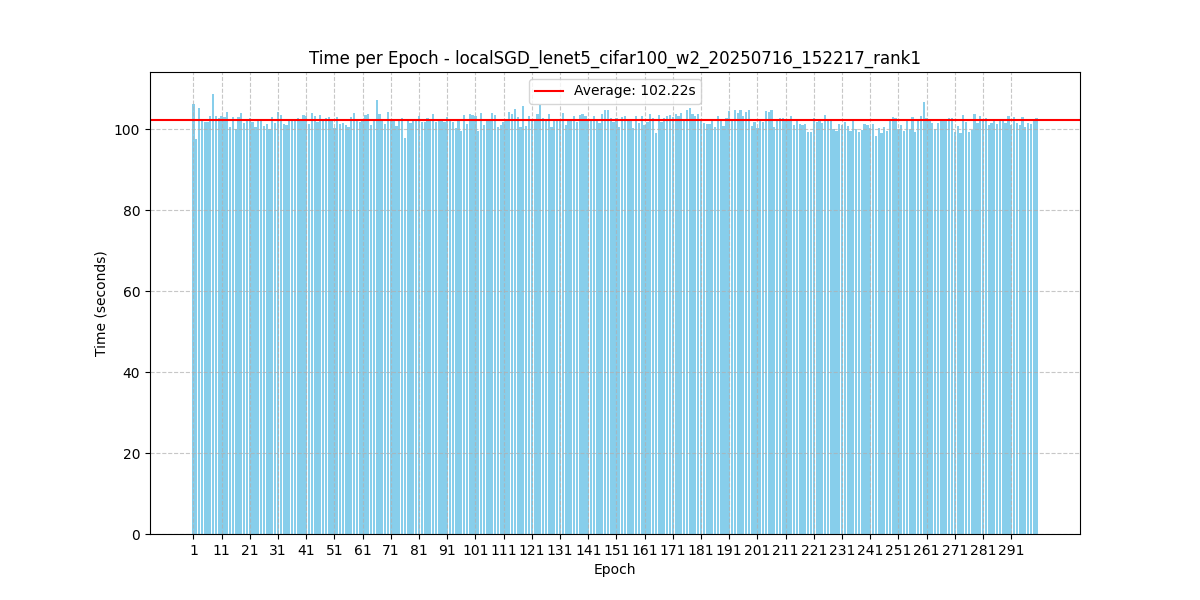 Time per Epoch - localSGD_lenet5_cifar100_w2_20250716_152217_rank1
Average: 102.22s
100
80
60
40
20
0
Time (seconds)
1 11 21 31 41 51 61 71 81 91 101 111 121 131 141 151 161 171 181 191 201 211 221 231 241 251 261 271 281 291
Epoch